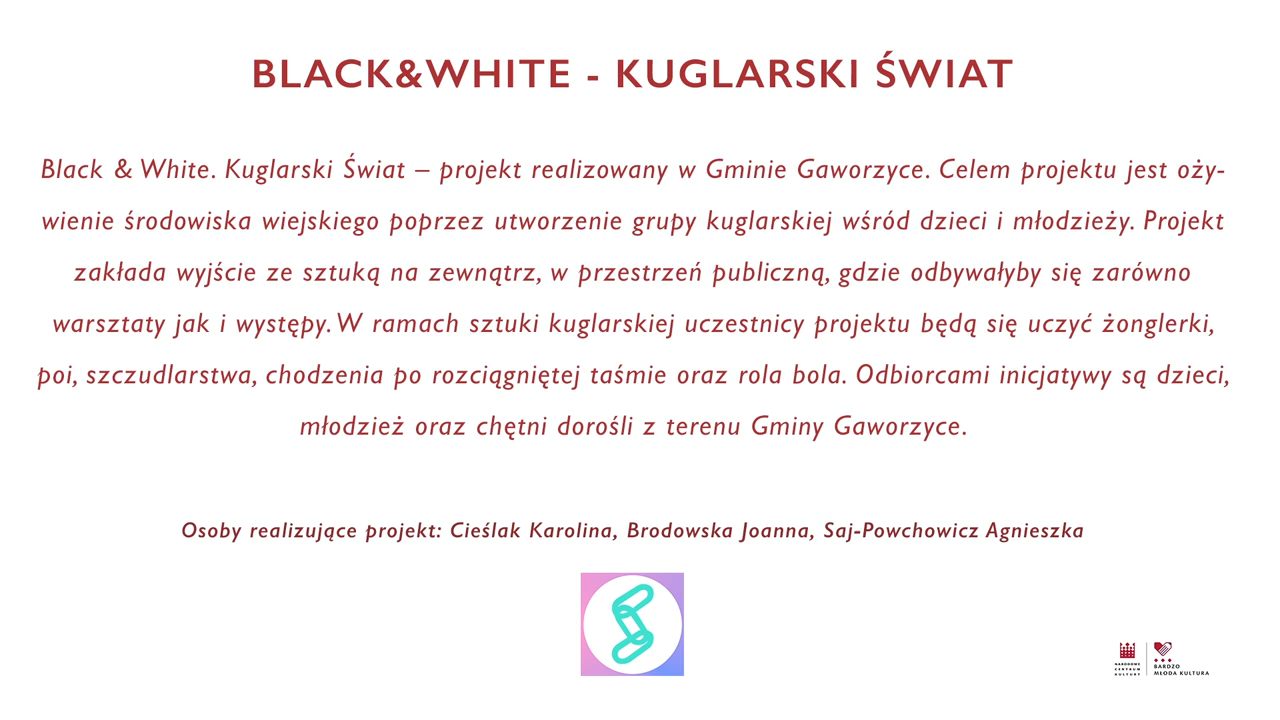 BLACK&WHITE - KUGLARSKI ŚWIAT
Black & White. Kuglarski Świat – projekt realizowany w Gminie Gaworzyce. Celem projektu jest oży-
wienie środowiska wiejskiego poprzez utworzenie grupy kuglarskiej wśród dzieci i młodzieży. Projekt
zakłada wyjście ze sztuką na zewnątrz, w przestrzeń publiczną, gdzie odbywałyby się zarówno
warsztaty jak i występy. W ramach sztuki kuglarskiej uczestnicy projektu będą się uczyć żonglerki,
poi, szczudlarstwa, chodzenia po rozciągniętej taśmie oraz rola bola. Odbiorcami inicjatywy są dzieci,
młodzież oraz chętni dorośli z terenu Gminy Gaworzyce.
Osoby realizujące projekt: Cieślak Karolina, Brodowska Joanna, Saj-Powchowicz Agnieszka
NARODOWE
CENTRUM
KULTURY
BARDZO
MŁODA KULTURA